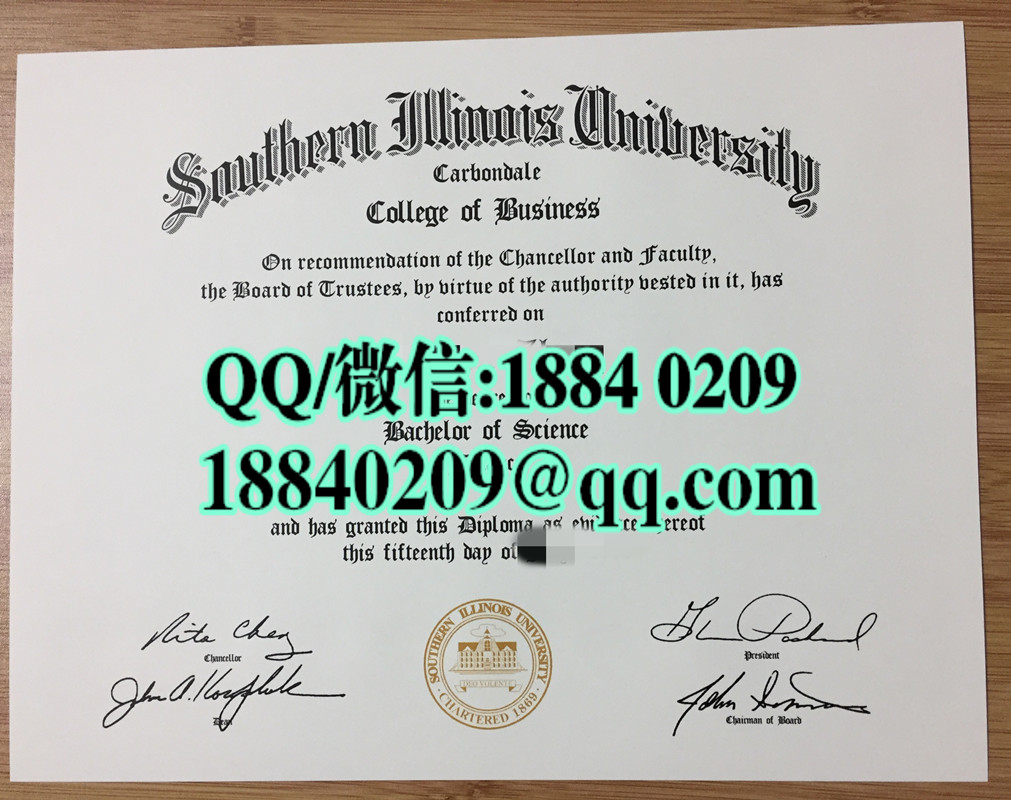 Southern Illinois University
Carbondale
College of Business
On recommendation of the Chancellor and Faculty,
the Board of Trustees, by virtue of the authority vested in it, has
conferred on
QQ/微信:1884 0209
Bachelor of Science
18840209@qq.com
and has granted this Diploma as evi ce ereof
this fifteenth day of
Chancellor
President
Dean
Chairman of Board
SOUTHERN ILLINOIS UNIVERSITY
DEO VOLENTE
CHARTERED 1869